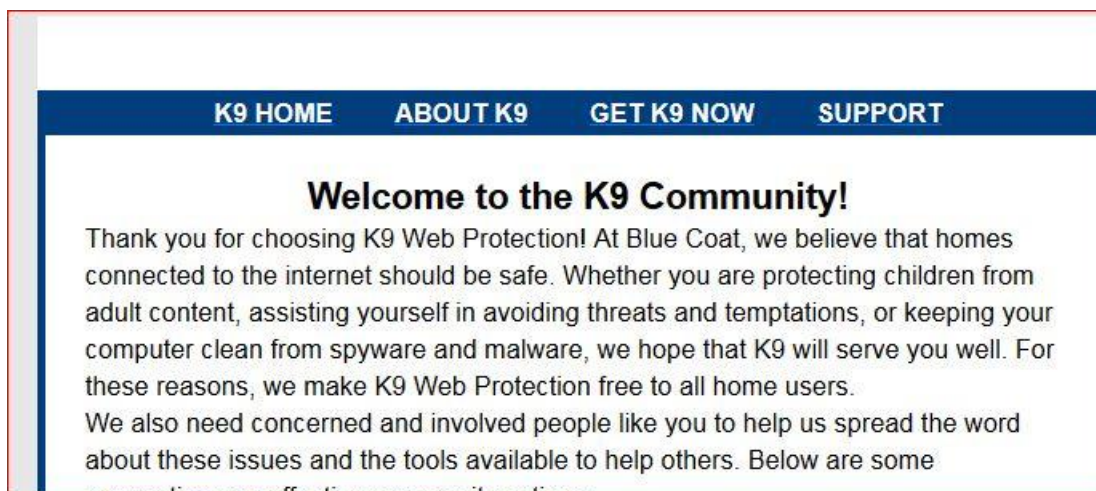 K9 HOME ABOUT K9 GET K9 NOW SUPPORT
Welcome to the K9 Community!
Thank you for choosing K9 Web Protection! At Blue Coat, we believe that homes
connected to the internet should be safe. Whether you are protecting children from
adult content, assisting yourself in avoiding threats and temptations, or keeping your
computer clean from spyware and malware, we hope that K9 will serve you well. For
these reasons, we make K9 Web Protection free to all home users.
We also need concerned and involved people like you to help us spread the word
about these issues and the tools available to help others. Below are some